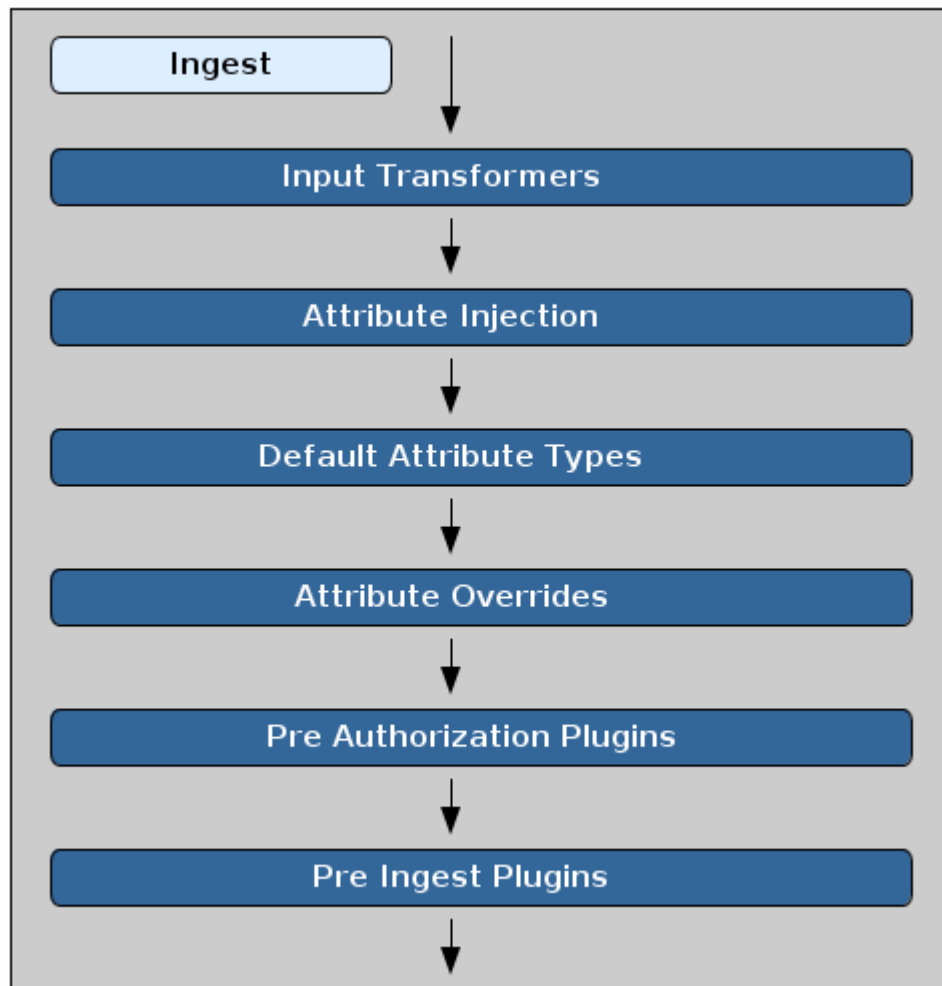 Ingest
Input Transformers
Attribute Injection
Default Attribute Types
Attribute Overrides
Pre Authorization Plugins
Pre Ingest Plugins